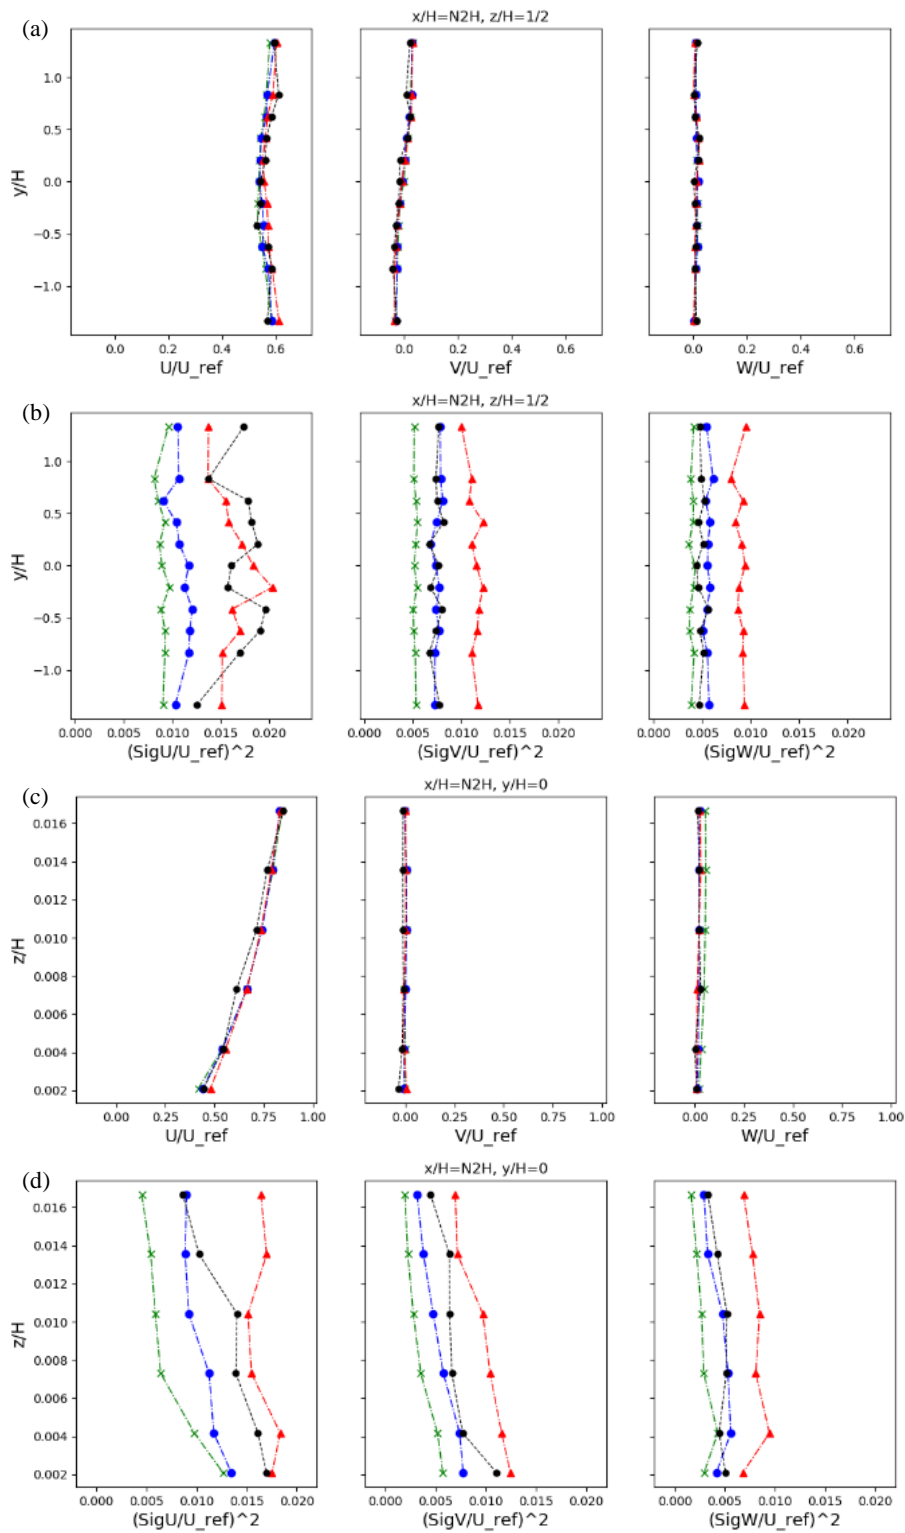 (a)
x/H=N2H, z/H=1/2
y/H
1.0
0.5
0.0
−0.5
−1.0
0.0 0.2 0.4 0.6 0.0 0.2 0.4 0.6 0.0 0.2 0.4 0.6
U/U_ref V/U_ref W/U_ref
(b)
x/H=N2H, z/H=1/2
y/H
1.0
0.5
0.0
−0.5
−1.0
0.000 0.005 0.010 0.015 0.020 0.000 0.005 0.010 0.015 0.020 0.000 0.005 0.010 0.015 0.020
(SigU/U_ref)^2 (SigV/U_ref)^2 (SigW/U_ref)^2
(c)
x/H=N2H, y/H=0
z/H
0.016
0.014
0.012
0.010
0.008
0.006
0.004
0.002
0.00 0.25 0.50 0.75 1.00 0.00 0.25 0.50 0.75 1.00 0.00 0.25 0.50 0.75 1.00
U/U_ref V/U_ref W/U_ref
(d)
x/H=N2H, y/H=0
z/H
0.016
0.014
0.012
0.010
0.008
0.006
0.004
0.002
0.000 0.005 0.010 0.015 0.020 0.000 0.005 0.010 0.015 0.020 0.000 0.005 0.010 0.015 0.020
(SigU/U_ref)^2 (SigV/U_ref)^2 (SigW/U_ref)^2